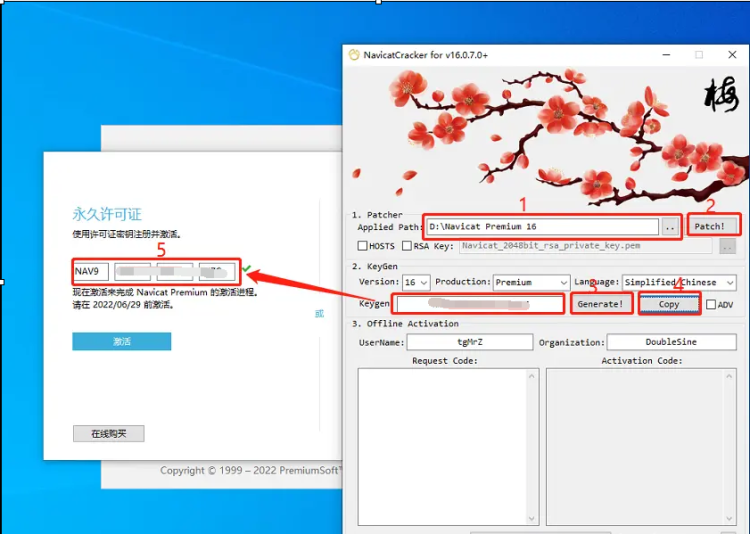 NavicatCracker for v16.0.7.0+
梅
永久许可证
使用许可证密钥注册并激活。
5
NAV9
现在激活来完成 Navicat Premium 的激活进程。
请在 2022/06/29 前激活。
或
激活
在线购买
Copyright © 1999 – 2022 PremiumSoft™
1
2
1. Patcher
Applied Path: D:\Navicat Premium 16 .. Patch!
HOSTS RSA Key: Navicat_2048bit_rsa_private_key.pem ..
2. KeyGen
Version: 16 Production: Premium Language: Simplified Chinese
3
4
Keygen Generate! Copy ADV
3. Offline Activation
UserName: tgMrZ Organization: DoubleSine
Request Code: Activation Code: